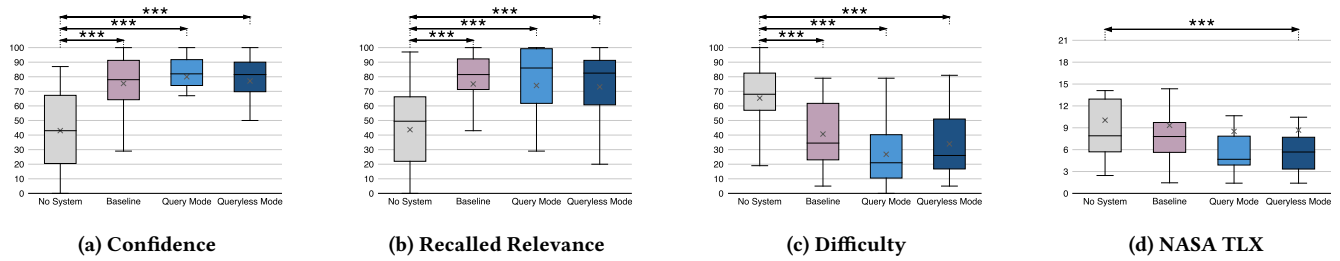 *** *** *** ***
*** *** ***
*** *** ***
100 100 100 21
90 90 90 18
80 80 80 15
70 70 70
60 60 60 12
50 50 50 9
40 40 40
30 30 30 6
20 20 20 3
10 10 10
0 0 0 0
No System Baseline Query Mode Queryless Mode No System Baseline Query Mode Queryless Mode No System Baseline Query Mode Queryless Mode No System Baseline Query Mode Queryless Mode
(a) Confidence (b) Recalled Relevance (c) Difficulty (d) NASA TLX